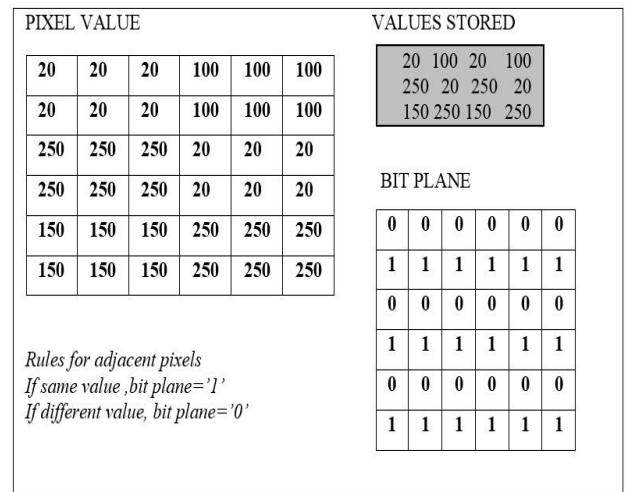 PIXEL VALUE
20 20 20 100 100 100
20 20 20 100 100 100
250 250 250 20 20 20
250 250 250 20 20 20
150 150 150 250 250 250
150 150 150 250 250 250
Rules for adjacent pixels
If same value ,bit plane='1'
If different value, bit plane='0'
VALUES STORED
20 100 20 100
250 20 250 20
150 250 150 250
BIT PLANE
0 0 0 0 0 0
1 1 1 1 1 1
0 0 0 0 0 0
1 1 1 1 1 1
0 0 0 0 0 0
1 1 1 1 1 1